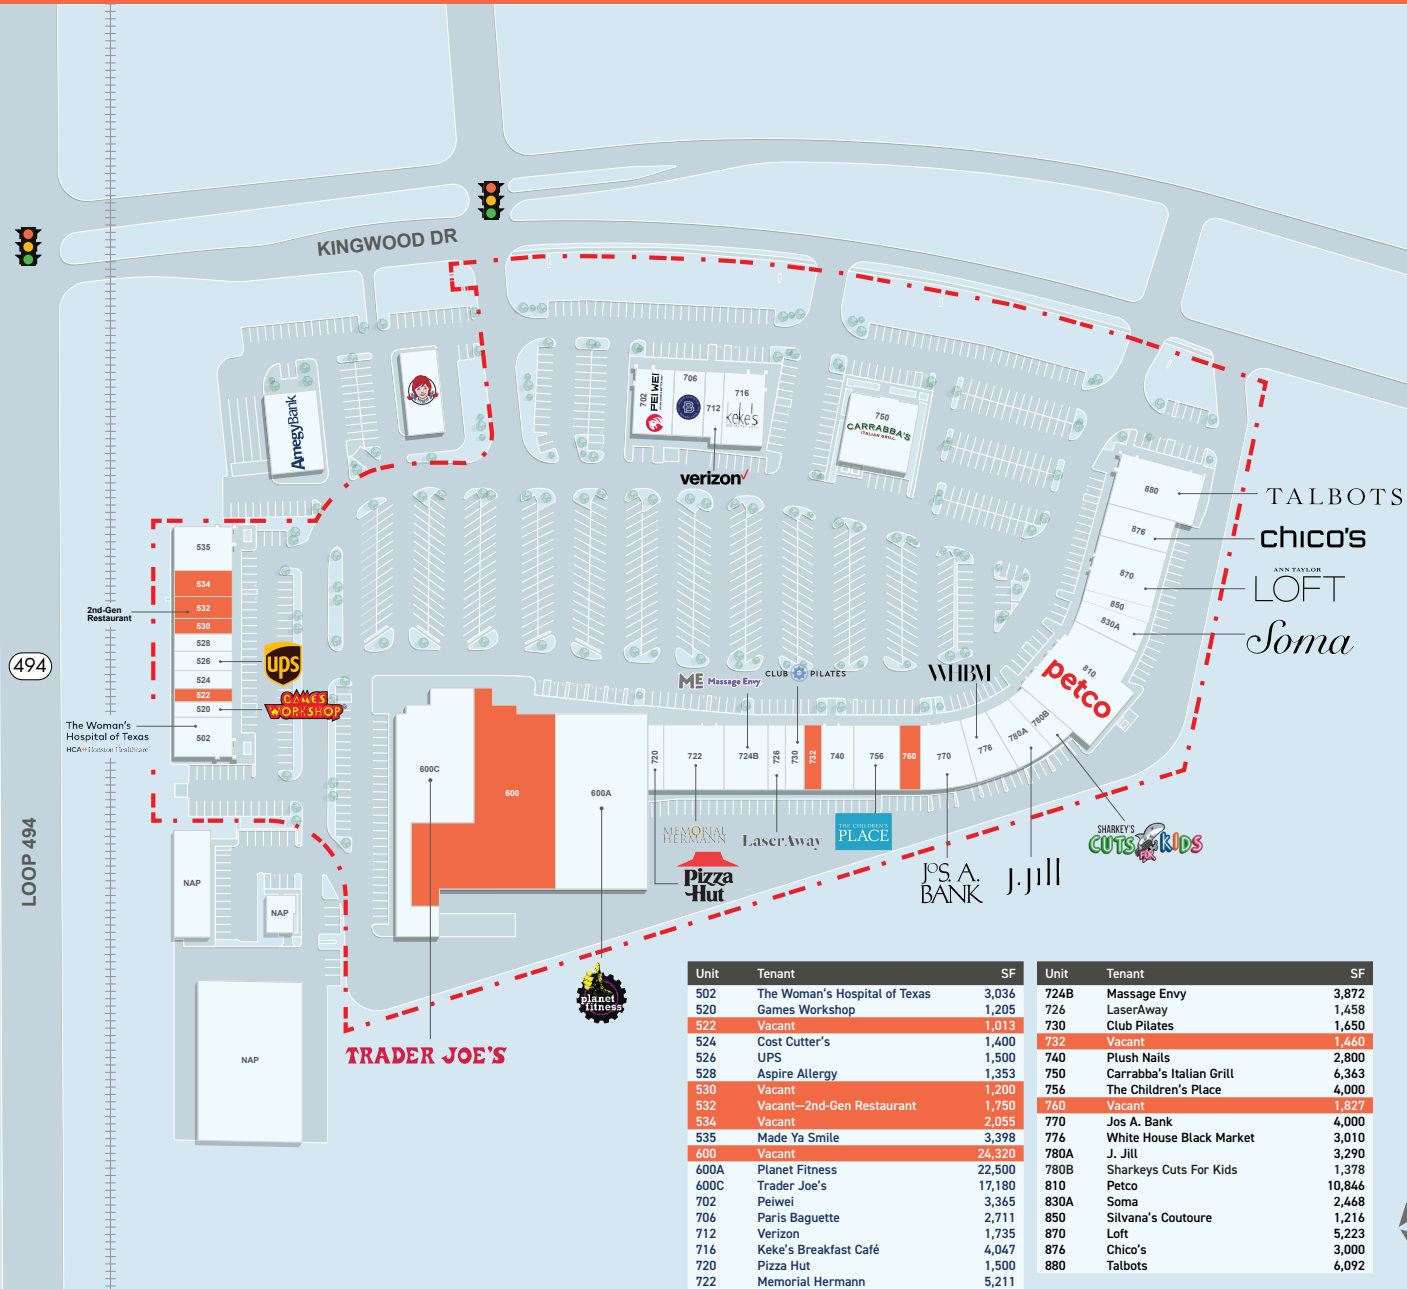 KINGWOOD DR
LOOP 494
494
AmegyBank
Wendy's
702
PEI WEI
706
B
712
716
kekes
verizon
750
CARRABBA'S
ITALIAN GRILL
880
TALBOTS
876
chico's
870
ANN TAYLOR
LOFT
850
830A
Soma
810
petco
535
534
2nd-Gen
Restaurant
532
530
528
526
ups
524
522
GAMES
WORKSHOP
520
The Woman's
Hospital of Texas
HCA Houston Healthcare
502
ME Massage Envy
CLUB PILATES
WHBM
600C
600
600A
720
722
724B
726
730
732
740
756
760
770
776
780A
780B
MEMORIAL
HERMANN
LaserAway
THE CHILDREN'S
PLACE
Pizza
Hut
JOS. A.
BANK
J.Jill
SHARKEY'S
CUTS FOR KIDS
planet
fitness
TRADER JOE'S
NAP
NAP
NAP
Unit Tenant SF
502 The Woman's Hospital of Texas 3,036
520 Games Workshop 1,205
522 Vacant 1,013
524 Cost Cutter's 1,400
526 UPS 1,500
528 Aspire Allergy 1,353
530 Vacant 1,200
532 Vacant—2nd-Gen Restaurant 1,750
534 Vacant 2,055
535 Made Ya Smile 3,398
600 Vacant 24,320
600A Planet Fitness 22,500
600C Trader Joe's 17,180
702 Peiwei 3,365
706 Paris Baguette 2,711
712 Verizon 1,735
716 Keke's Breakfast Café 4,047
720 Pizza Hut 1,500
722 Memorial Hermann 5,211
Unit Tenant SF
724B Massage Envy 3,872
726 LaserAway 1,458
730 Club Pilates 1,650
732 Vacant 1,460
740 Plush Nails 2,800
750 Carrabba's Italian Grill 6,363
756 The Children's Place 4,000
760 Vacant 1,827
770 Jos A. Bank 4,000
776 White House Black Market 3,010
780A J. Jill 3,290
780B Sharkeys Cuts For Kids 1,378
810 Petco 10,846
830A Soma 2,468
850 Silvana's Coutoure 1,216
870 Loft 5,223
876 Chico's 3,000
880 Talbots 6,092